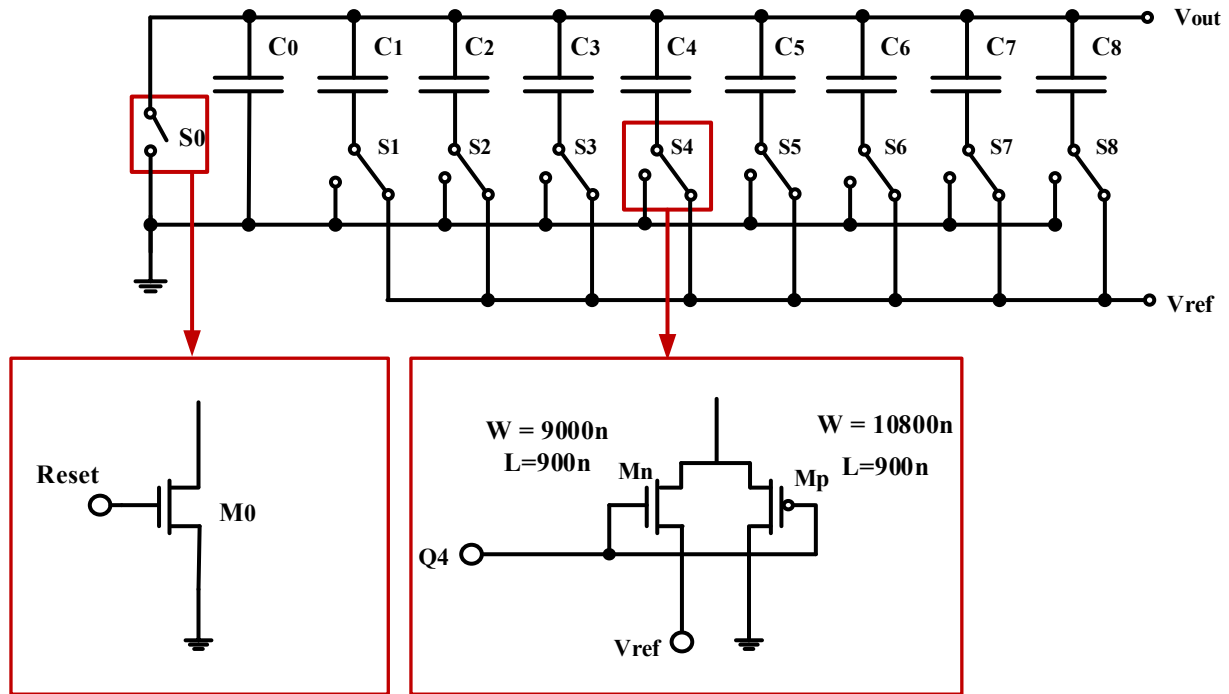 Vout
C0 C1 C2 C3 C4 C5 C6 C7 C8
S0 S1 S2 S3 S4 S5 S6 S7 S8
Vref
Reset
M0
W = 9000n
L=900n
Mn
W = 10800n
L=900n
Mp
Q4
Vref